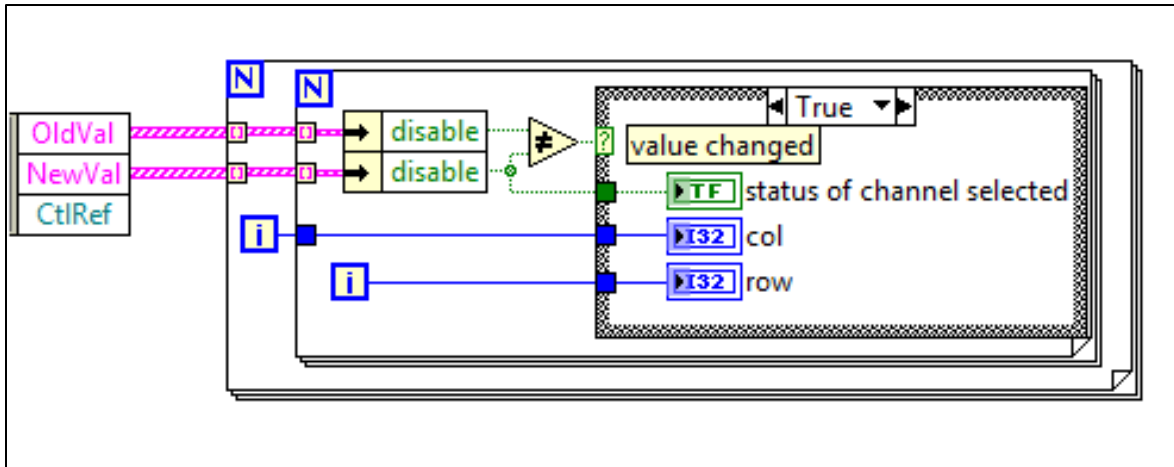 N
N
True
OldVal
disable
?
value changed
NewVal
disable
TF status of channel selected
CtlRef
i
I32 col
i
I32 row